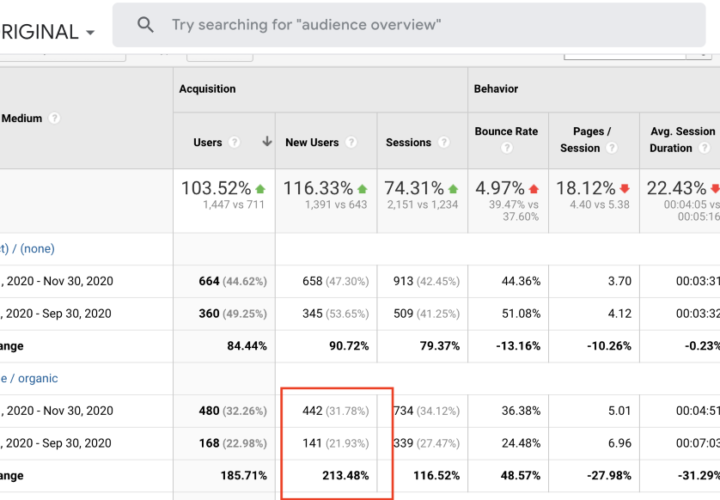 RIGINAL
Try searching for "audience overview"
Acquisition
Behavior
Medium ?
Users ?
New Users ?
Sessions ?
Bounce Rate ?
Pages / Session ?
Avg. Session Duration ?
103.52% 116.33% 74.31% 4.97% 18.12% 22.43%
1,447 vs 711 1,391 vs 643 2,151 vs 1,234 39.47% vs 37.60% 4.40 vs 5.38 00:04:05 vs 00:05:16
t) / (none)
, 2020 - Nov 30, 2020 664 (44.62%) 658 (47.30%) 913 (42.45%) 44.36% 3.70 00:03:31
, 2020 - Sep 30, 2020 360 (49.25%) 345 (53.65%) 509 (41.25%) 51.08% 4.12 00:03:32
ange 84.44% 90.72% 79.37% -13.16% -10.26% -0.23%
e / organic
, 2020 - Nov 30, 2020 480 (32.26%) 442 (31.78%) 734 (34.12%) 36.38% 5.01 00:04:51
, 2020 - Sep 30, 2020 168 (22.98%) 141 (21.93%) 339 (27.47%) 24.48% 6.96 00:07:03
ange 185.71% 213.48% 116.52% 48.57% -27.98% -31.29%